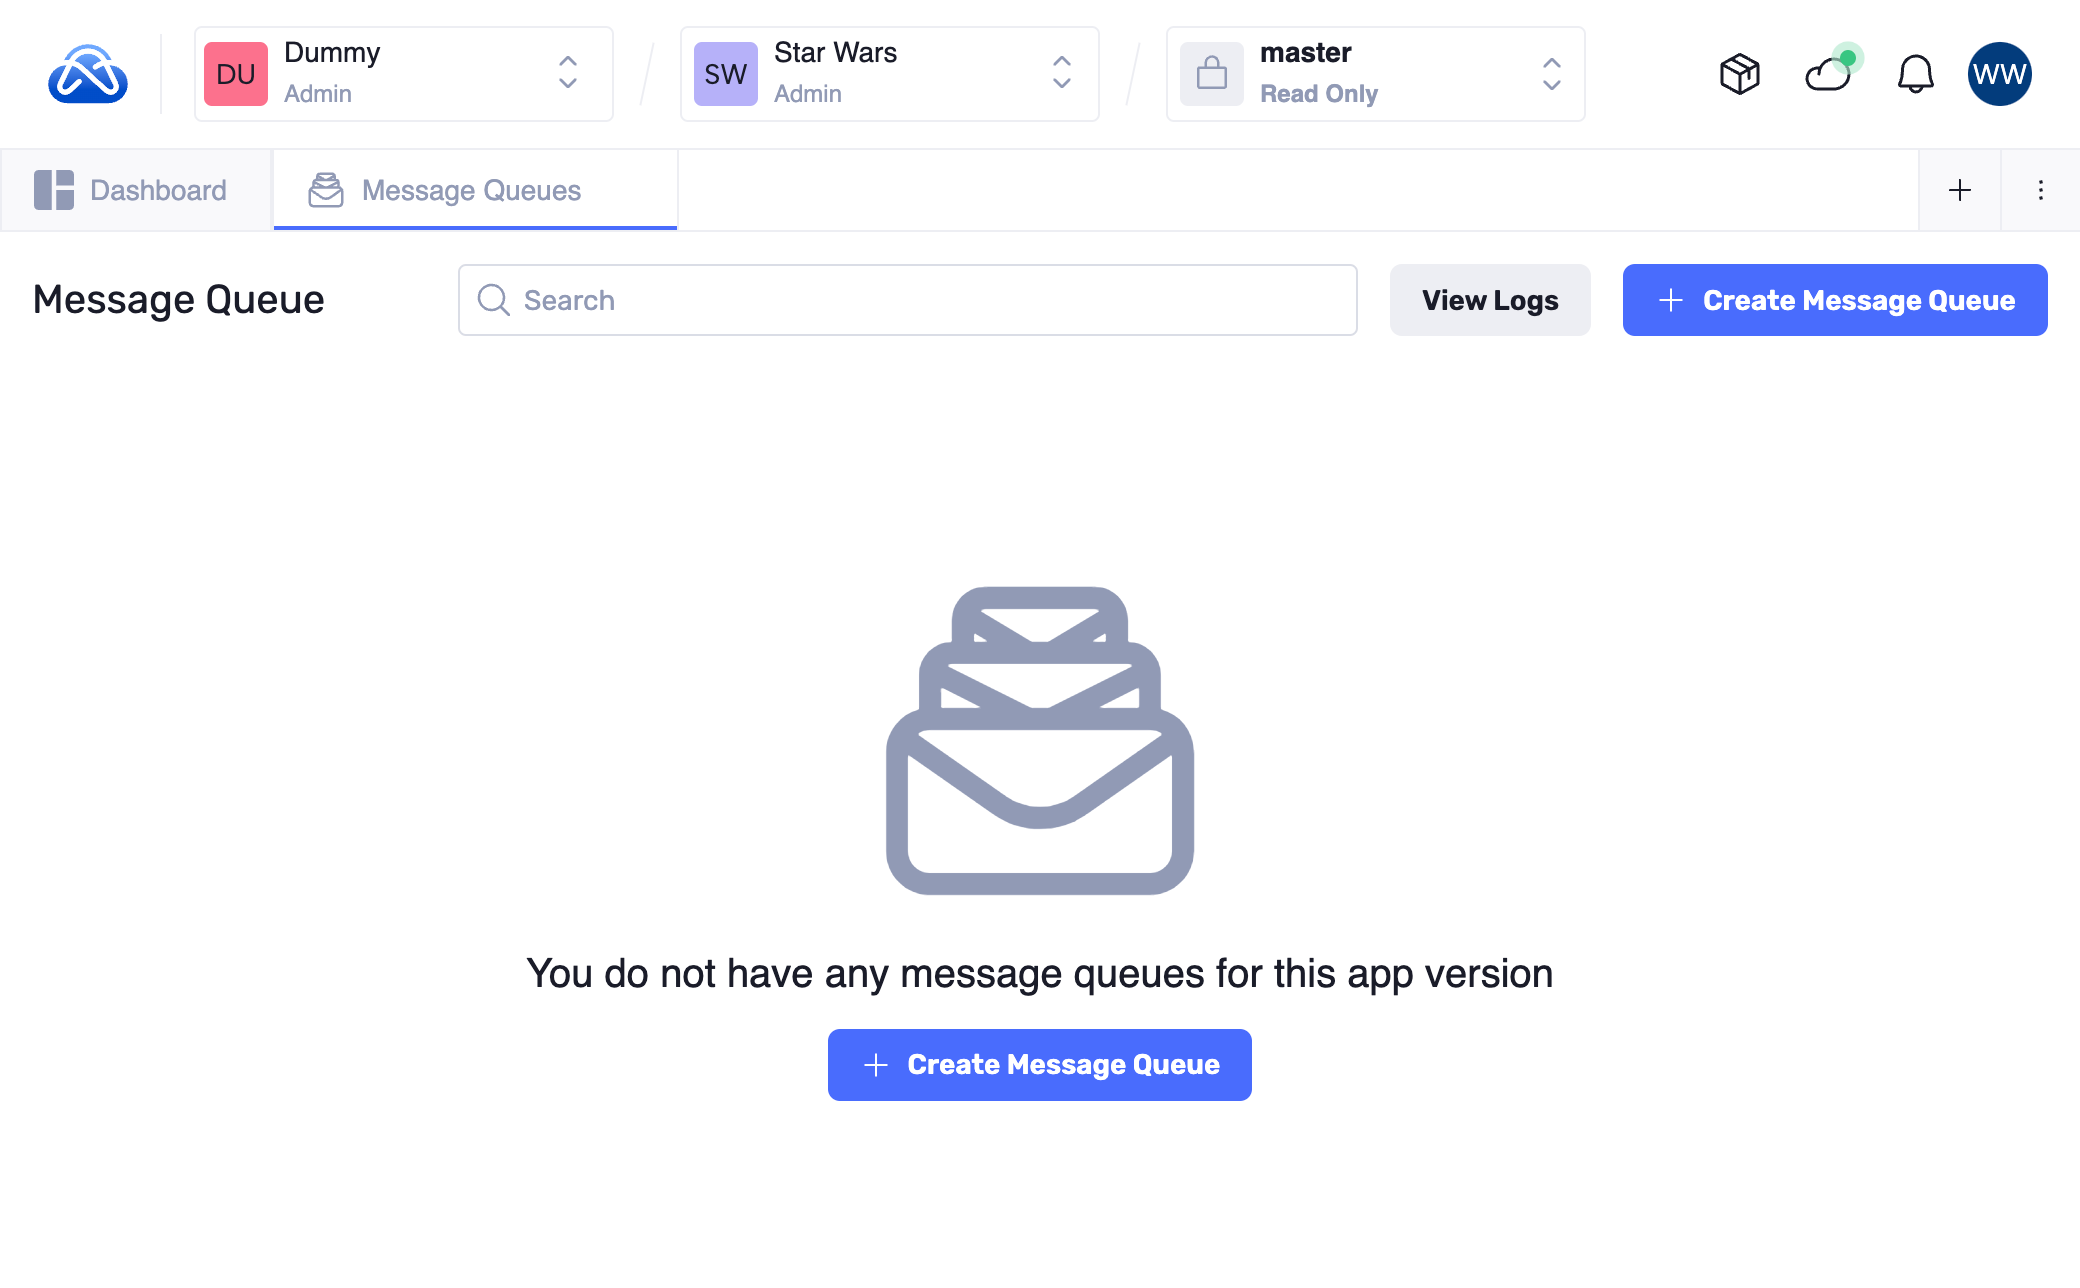 DU
Dummy
Admin
SW
Star Wars
Admin
master
Read Only
WW
Dashboard
Message Queues
Message Queue
Search
View Logs
Create Message Queue
You do not have any message queues for this app version
Create Message Queue